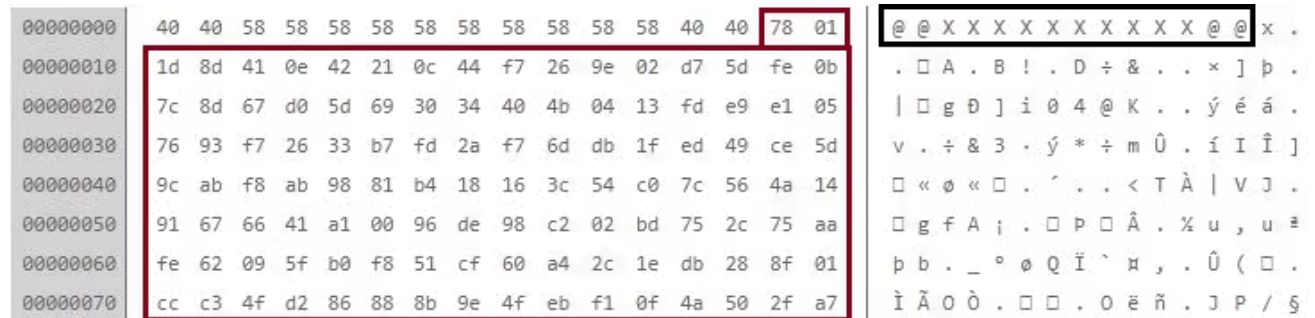 00000000 40 40 58 58 58 58 58 58 58 58 58 58 40 40 78 01 @ @ X X X X X X X X X X @ @ x .
00000010 1d 8d 41 0e 42 21 0c 44 f7 26 9e 02 d7 5d fe 0b . □ A . B ! . D ÷ & . . × ] þ .
00000020 7c 8d 67 d0 5d 69 30 34 40 4b 04 13 fd e9 e1 05 | □ g Ð ] i 0 4 @ K . . ý é á .
00000030 76 93 f7 26 33 b7 fd 2a f7 6d db 1f ed 49 ce 5d v . ÷ & 3 · ý * ÷ m Û . í I Î ]
00000040 9c ab f8 ab 98 81 b4 18 16 3c 54 c0 7c 56 4a 14 □ « ø « □ . ´ . . < T À | V J .
00000050 91 67 66 41 a1 00 96 de 98 c2 02 bd 75 2c 75 aa □ g f A ¡ . □ Þ □ Â . ½ u , u ª
00000060 fe 62 09 5f b0 f8 51 cf 60 a4 2c 1e db 28 8f 01 þ b . _ ° ø Q Ï ` ¤ , . Û ( □ .
00000070 cc c3 4f d2 86 88 8b 9e 4f eb f1 0f 4a 50 2f a7 Ì Ã O Ò . □ □ . O ë ñ . J P / §